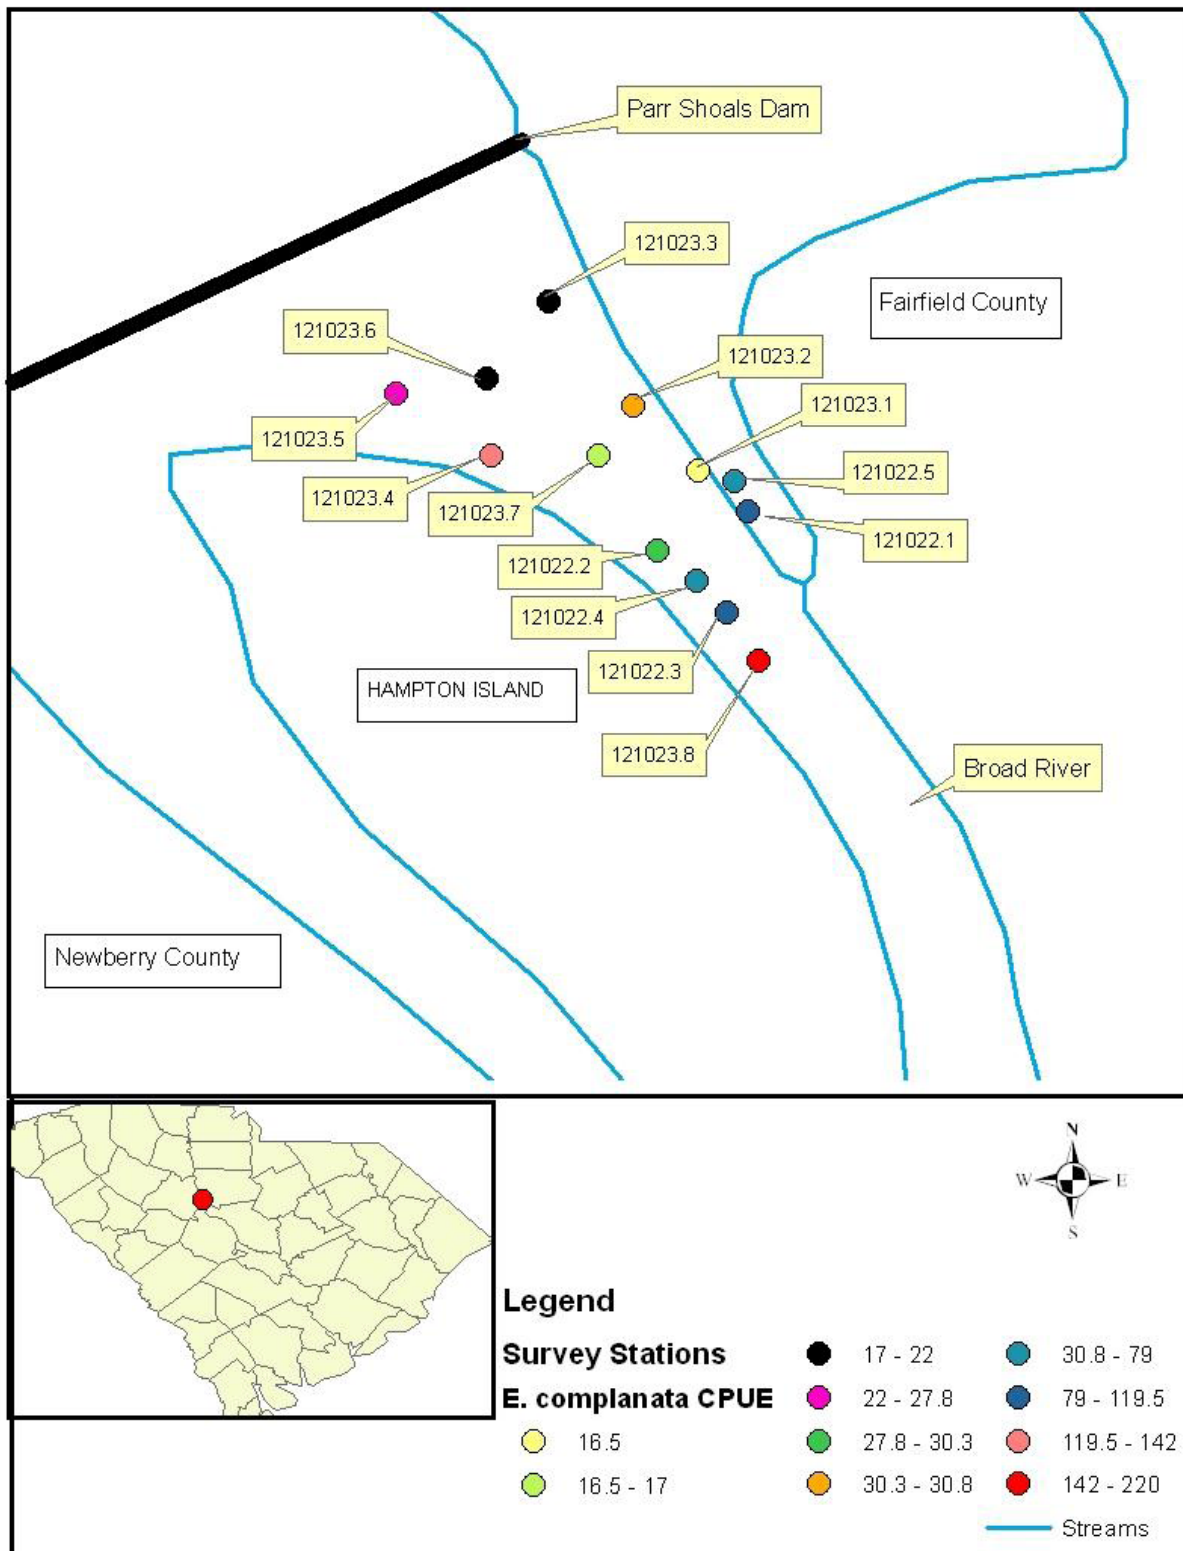 Parr Shoals Dam
121023.3
Fairfield County
121023.6
121023.2
121023.1
121023.5
121022.5
121023.4
121023.7
121022.1
121022.2
121022.4
121022.3
HAMPTON ISLAND
121023.8
Broad River
Newberry County
N
W E
S
Legend
Survey Stations
E. complanata CPUE
16.5
16.5 - 17
17 - 22
22 - 27.8
27.8 - 30.3
30.3 - 30.8
30.8 - 79
79 - 119.5
119.5 - 142
142 - 220
Streams